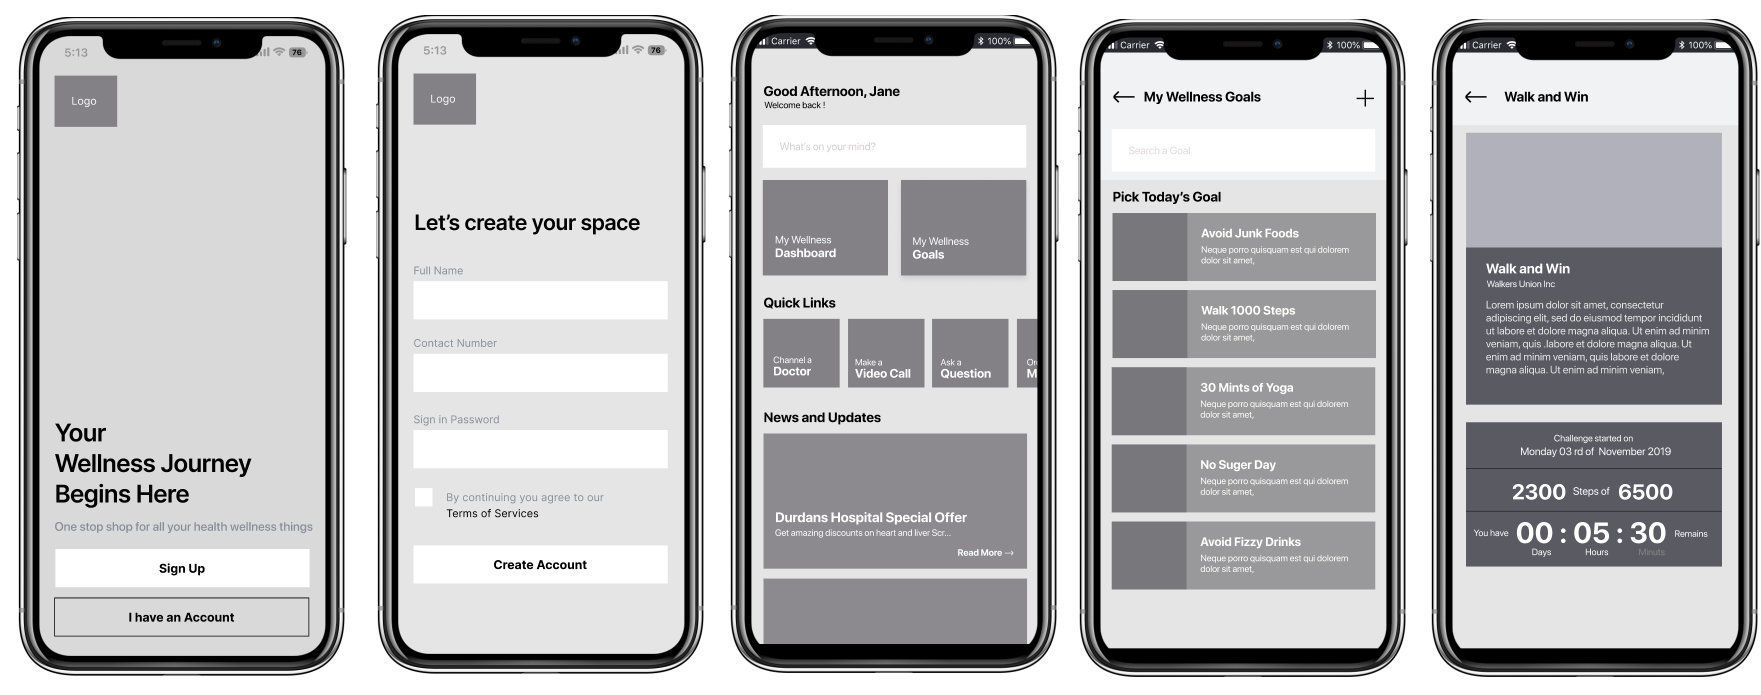 5:13
76
Logo
Your
Wellness Journey
Begins Here
One stop shop for all your health wellness things
Sign Up
I have an Account
5:13
76
Logo
Let's create your space
Full Name
Contact Number
Sign in Password
By continuing you agree to our
Terms of Services
Create Account
Carrier
100%
Good Afternoon, Jane
Welcome back !
What's on your mind?
My Wellness
Dashboard
My Wellness
Goals
Quick Links
Channel a
Doctor
Make a
Video Call
Ask a
Question
News and Updates
Durdans Hospital Special Offer
Get amazing discounts on heart and liver Scr...
Read More →
Carrier
100%
My Wellness Goals
Search a Goal
Pick Today's Goal
Avoid Junk Foods
Neque porro quisquam est qui dolorem
dolor sit amet,
Walk 1000 Steps
Neque porro quisquam est qui dolorem
dolor sit amet,
30 Mints of Yoga
Neque porro quisquam est qui dolorem
dolor sit amet,
No Suger Day
Neque porro quisquam est qui dolorem
dolor sit amet,
Avoid Fizzy Drinks
Neque porro quisquam est qui dolorem
dolor sit amet,
Carrier
100%
Walk and Win
Walk and Win
Walkers Union Inc
Lorem ipsum dolor sit amet, consectetur
adipiscing elit, sed do eiusmod tempor incididunt
ut labore et dolore magna aliqua. Ut enim ad minim
veniam, quis .labore et dolore magna aliqua. Ut
enim ad minim veniam, quis labore et dolore
magna aliqua. Ut enim ad minim veniam,
Challenge started on
Monday 03 rd of November 2019
2300 Steps of 6500
You have 00 : 05 : 30 Remains
Days Hours Minuts